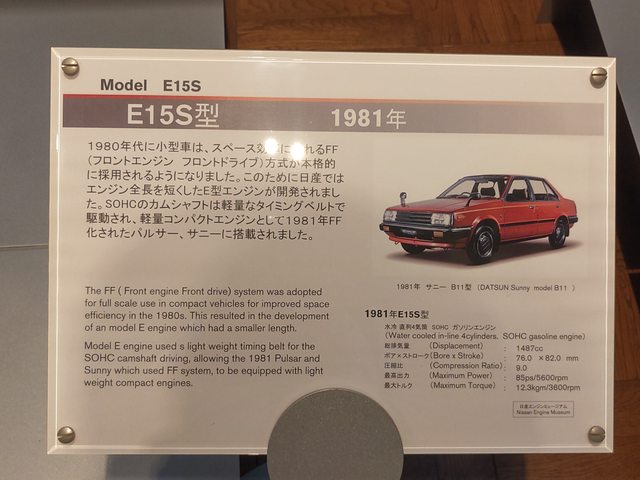 Model E15S
E15S型 1981年
1980年代に小型車は、スペース効 れるFF
(フロントエンジン フロントドライブ)方式が本格的
に採用されるようになりました。このために日産では
エンジン全長を短くしたE型エンジンが開発されまし
た。SOHCのカムシャフトは軽量なタイミングベルトで
駆動され、軽量コンパクトエンジンとして1981年FF
化されたパルサー、サニーに搭載されました。
The FF ( Front engine Front drive) system was adopted
for full scale use in compact vehicles for improved space
efficiency in the 1980s. This resulted in the development
of an model E engine which had a smaller length.
Model E engine used s light weight timing belt for the
SOHC camshaft driving, allowing the 1981 Pulsar and
Sunny which used FF system, to be equipped with light
weight compact engines.
1981年 サニー B11型 (DATSUN Sunny model B11 )
1981年E15S型
水冷 直列4気筒 SOHC ガソリンエンジン
(Water cooled in-line 4cylinders, SOHC gasoline engine)
総排気量 (Displacement) : 1487cc
ボア×ストローク(Bore x Stroke) : 76.0 ×82.0 mm
圧縮比 (Compression Ratio) : 9.0
最高出力 (Maximum Power) : 85ps/5600rpm
最大トルク (Maximum Torque) : 12.3kgm/3600rpm
日産エンジンミュージアム
Nissan Engine Museum